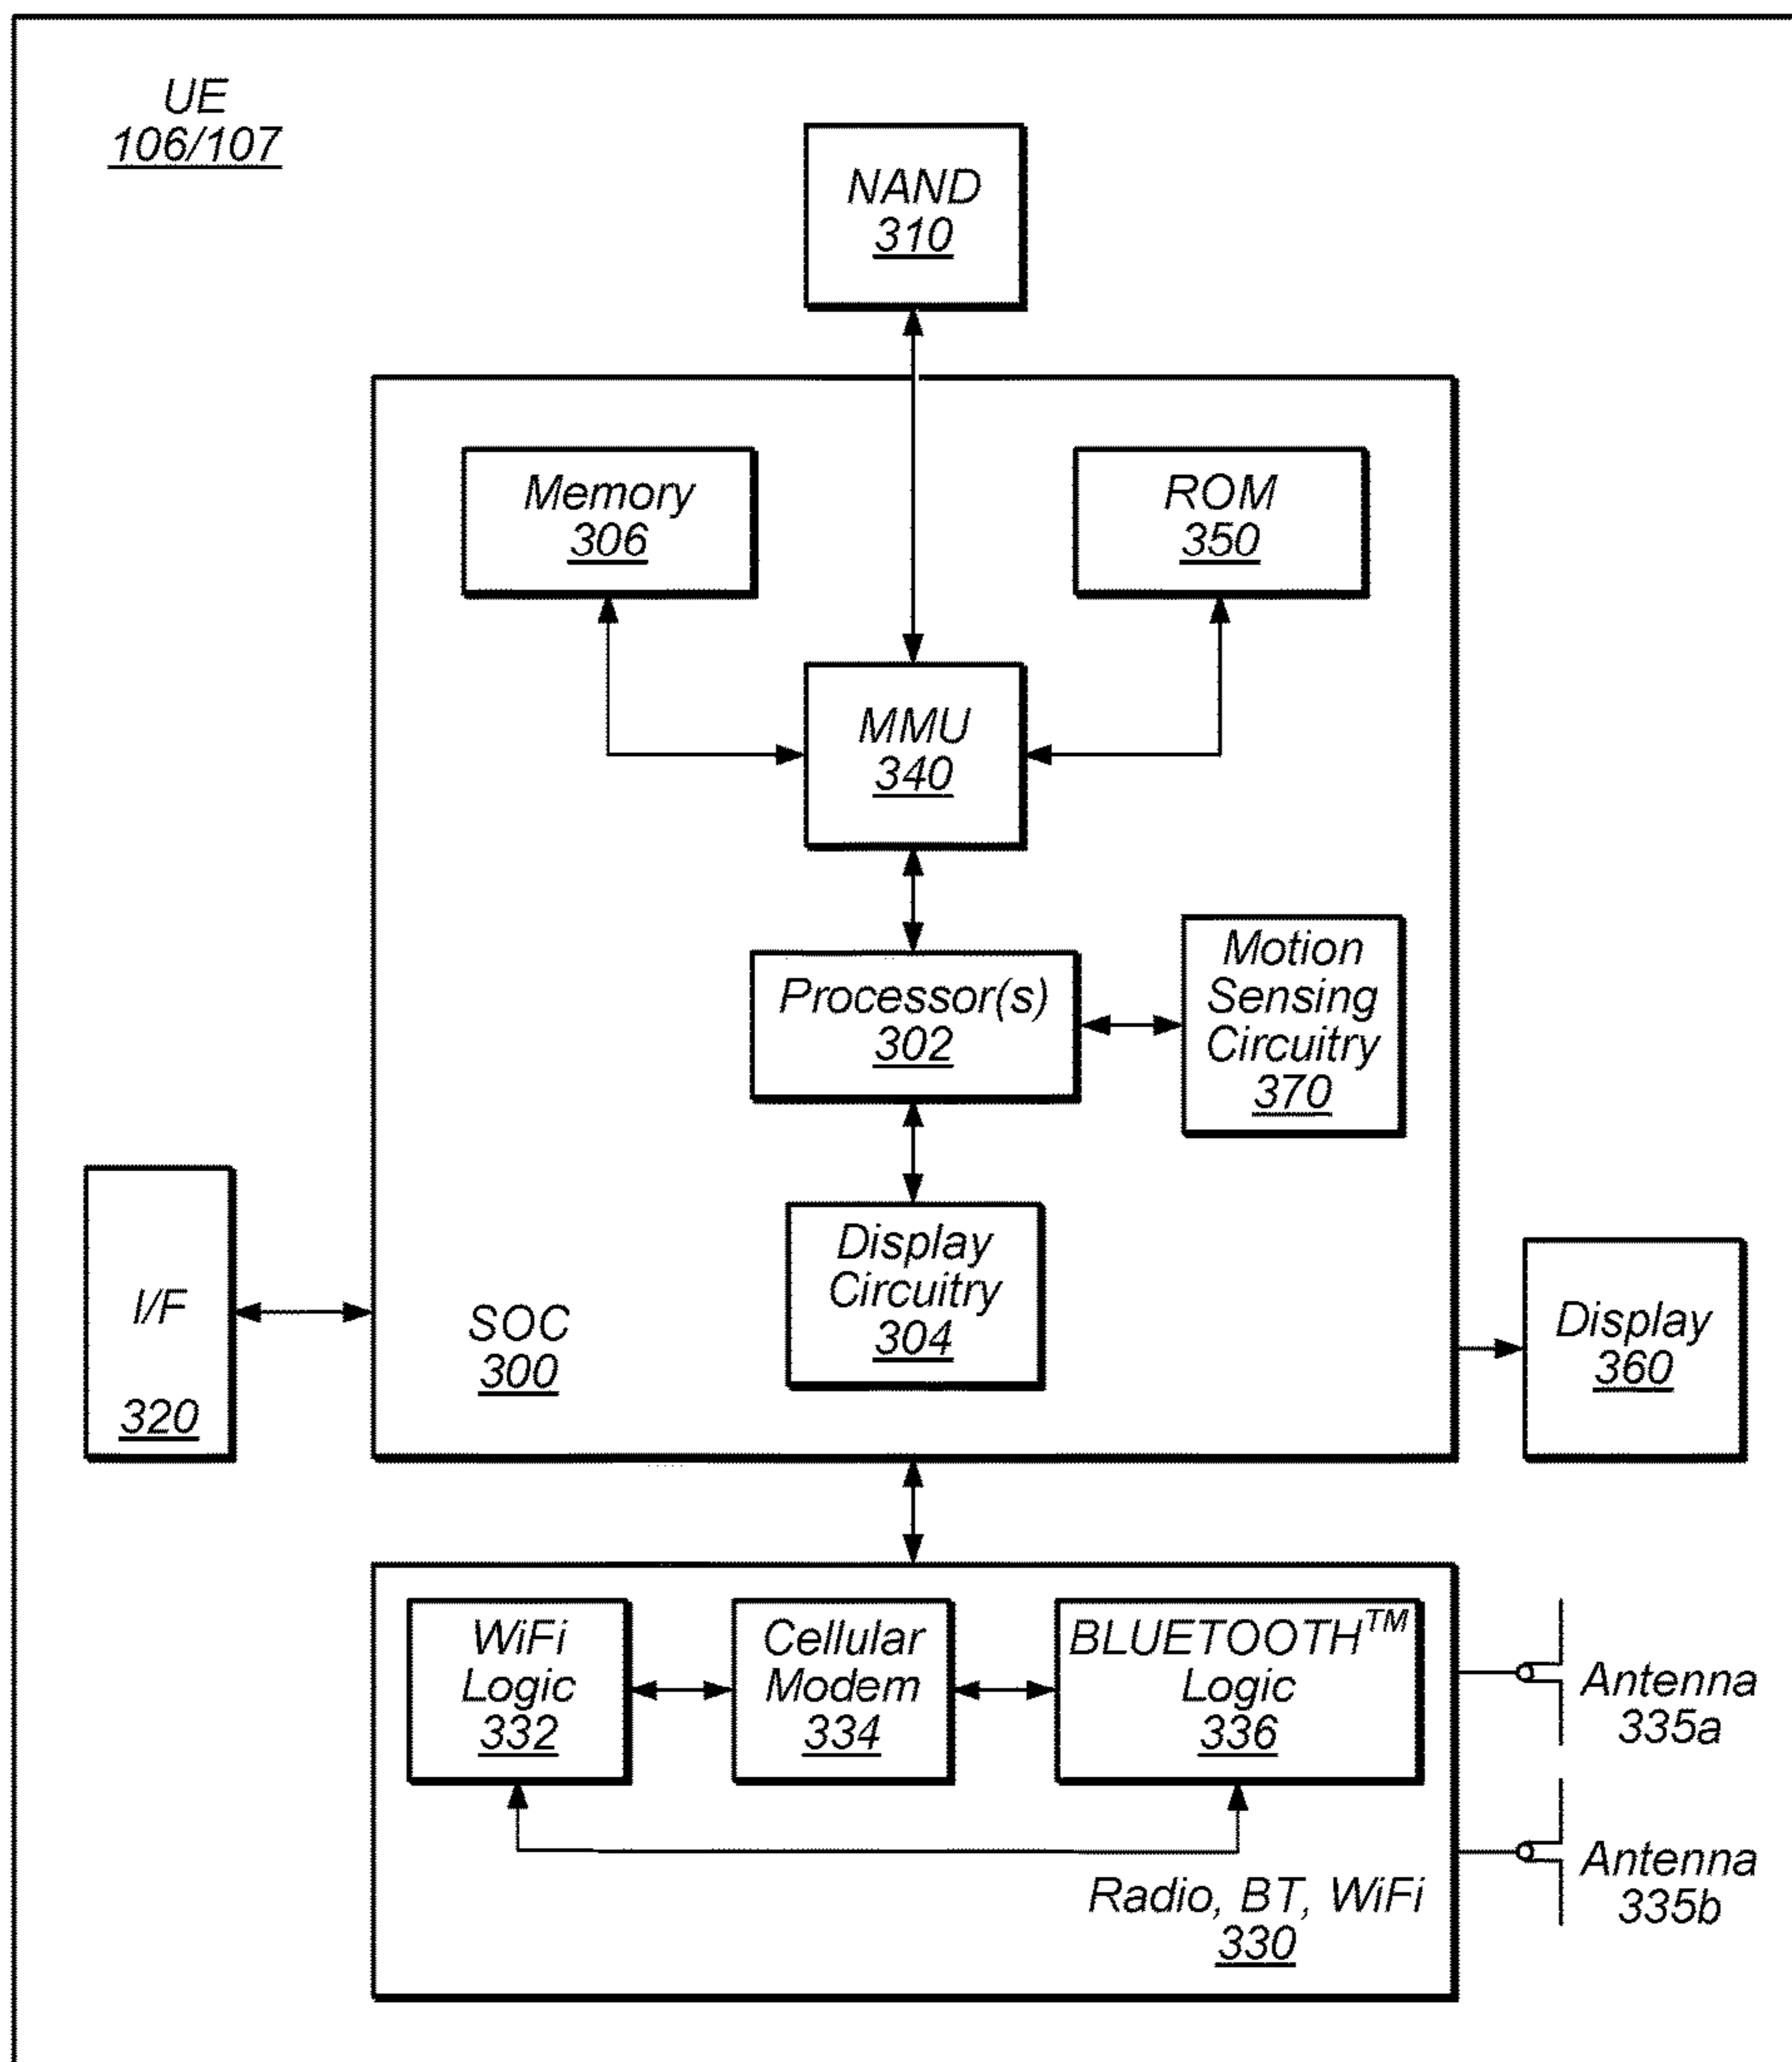 UE
106/107
NAND
310
Memory
306
ROM
350
MMU
340
Processor(s)
302
Motion
Sensing
Circuitry
370
Display
Circuitry
304
I/F
320
SOC
300
Display
360
WiFi
Logic
332
Cellular
Modem
334
BLUETOOTH™
Logic
336
Antenna
335a
Antenna
335b
Radio, BT, WiFi
330